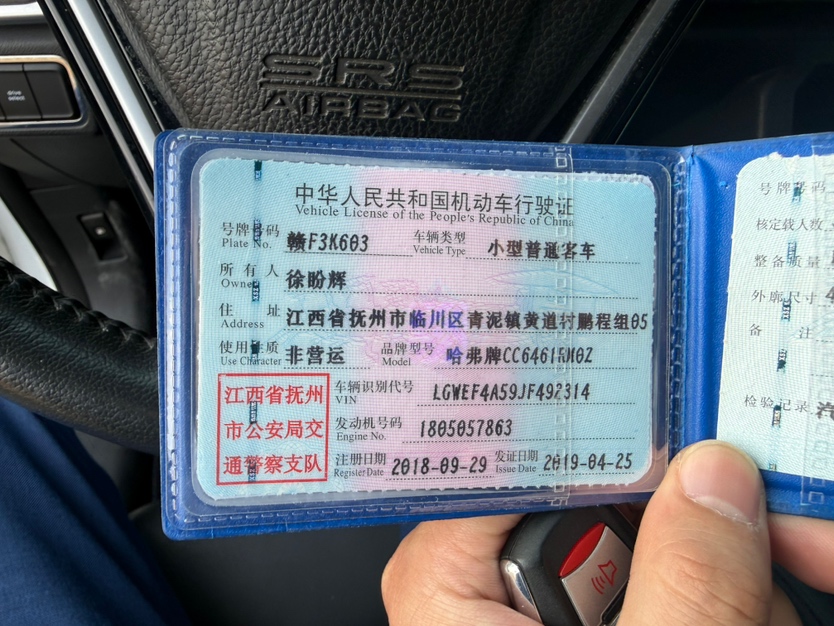 drive
select
SRS
AIRBAG
中华人民共和国机动车行驶证
Vehicle License of the People's Republic of China
号牌号码 赣F3K603 车辆类型 小型普通客车
Plate No. Vehicle Type
所有人 徐盼辉
Owner
住址 江西省抚州市临川区青泥镇黄道村鹏程组05
Address
使用性质 非营运 品牌型号 哈弗牌CC6461RM0Z
Use Character Model
江西省抚州
市公安局交
通警察支队
车辆识别代号 LGWEF4A59JF492314
VIN
发动机号码 1805057863
Engine No.
注册日期 2018-09-29 发证日期 2019-04-25
Register Date Issue Date
号牌号码
核定载人数
整备质量
外廓尺寸 4
备注
检验记录